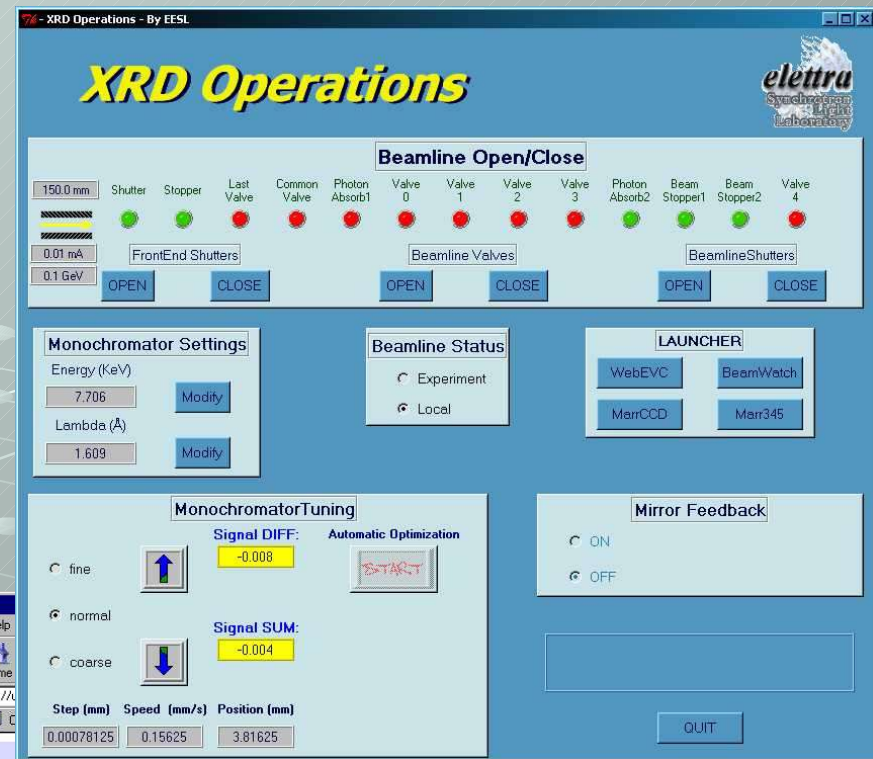 - XRD Operations - By EESL
XRD Operations
elettra
Synchrotron
Light
Laboratory
Beamline Open/Close
150.0 mm
Shutter
Stopper
Last Valve
Common Valve
Photon Absorb1
Valve 0
Valve 1
Valve 2
Valve 3
Photon Absorb2
Beam Stopper1
Beam Stopper2
Valve 4
0.01 mA
0.1 GeV
FrontEnd Shutters
OPEN
CLOSE
Beamline Valves
OPEN
CLOSE
BeamlineShutters
OPEN
CLOSE
Monochromator Settings
Energy (KeV)
7.706
Modify
Lambda (Å)
1.609
Modify
Beamline Status
Experiment
Local
LAUNCHER
WebEVC
BeamWatch
MarrCCD
Marr345
MonochromatorTuning
fine
normal
coarse
Signal DIFF:
-0.008
Signal SUM:
-0.004
Automatic Optimization
START
Step (mm)
Speed (mm/s)
Position (mm)
0.00078125
0.15625
3.81625
Mirror Feedback
ON
OFF
QUIT